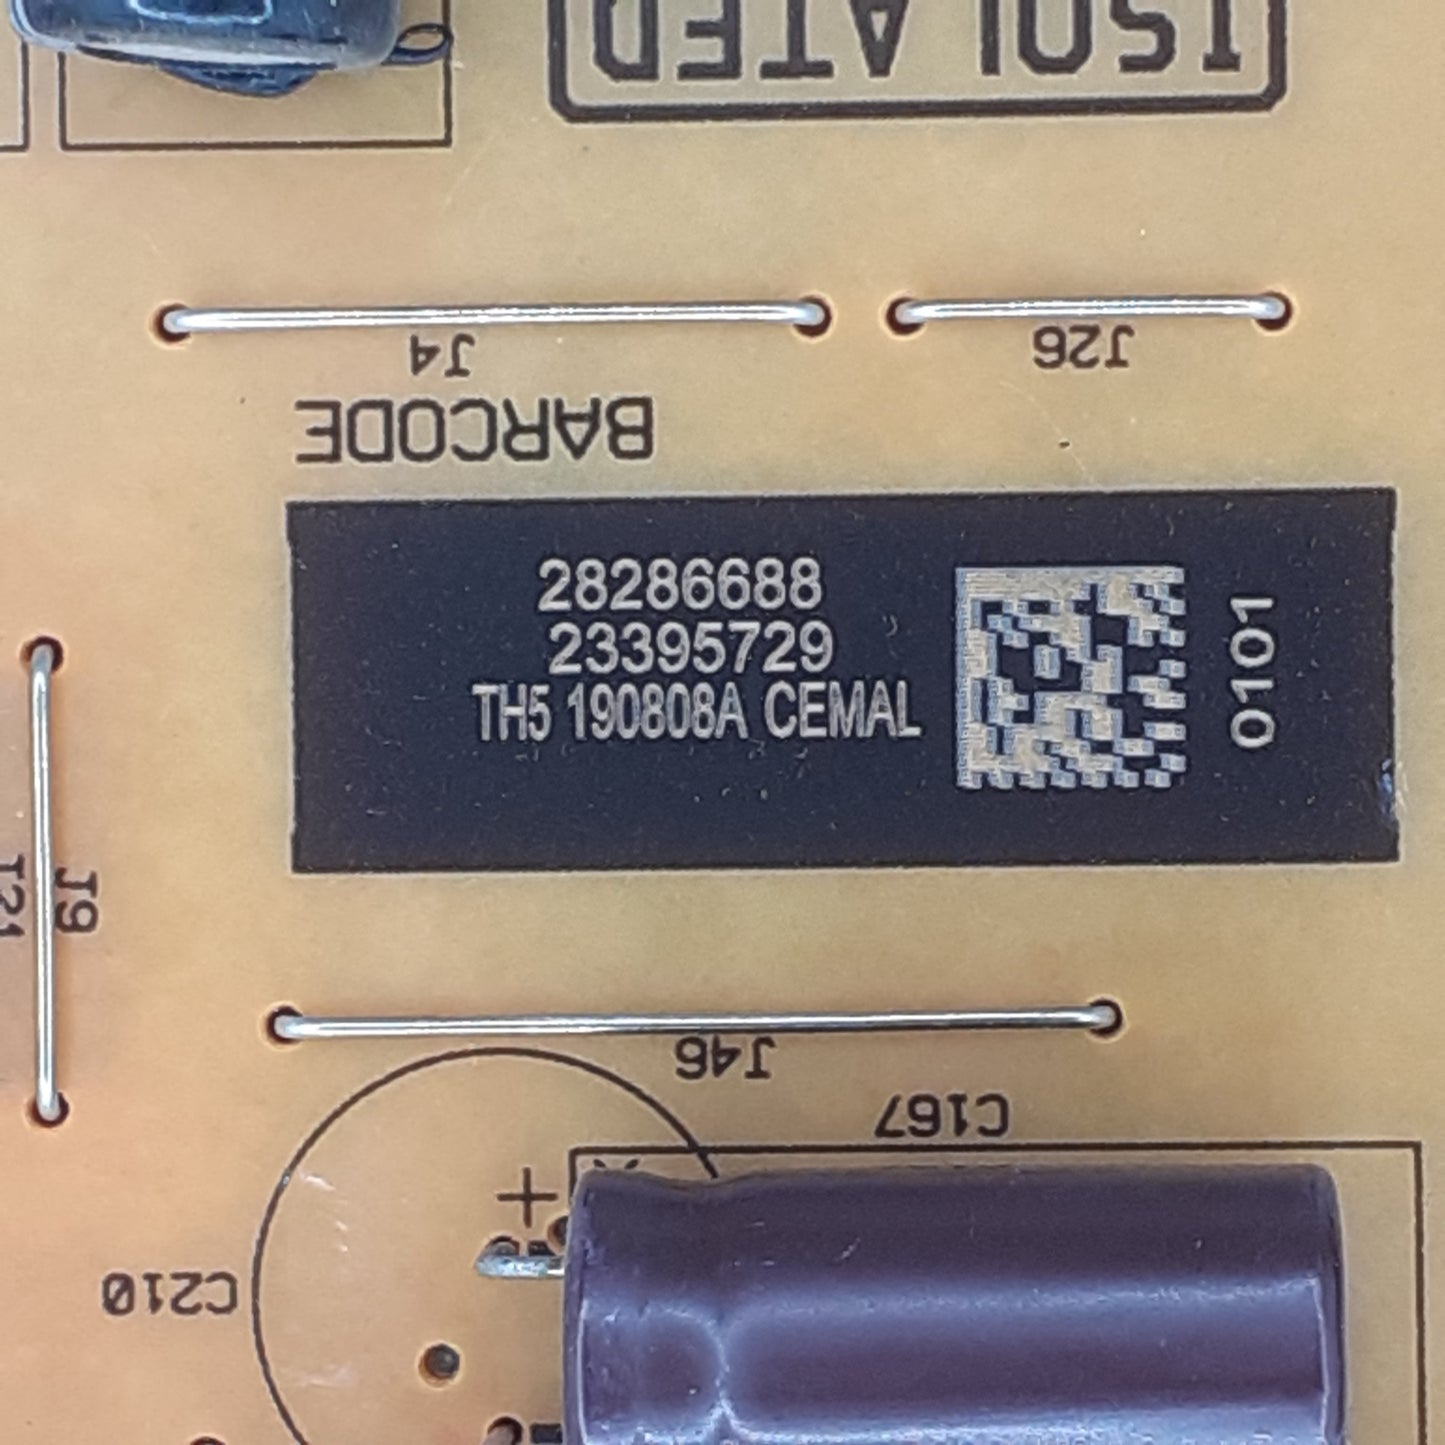 ISOLATED
J4
J26
BARCODE
28286688
23395729
TH5 190808A CEMAL
0101
J9
J21
J46
C167
+
C210